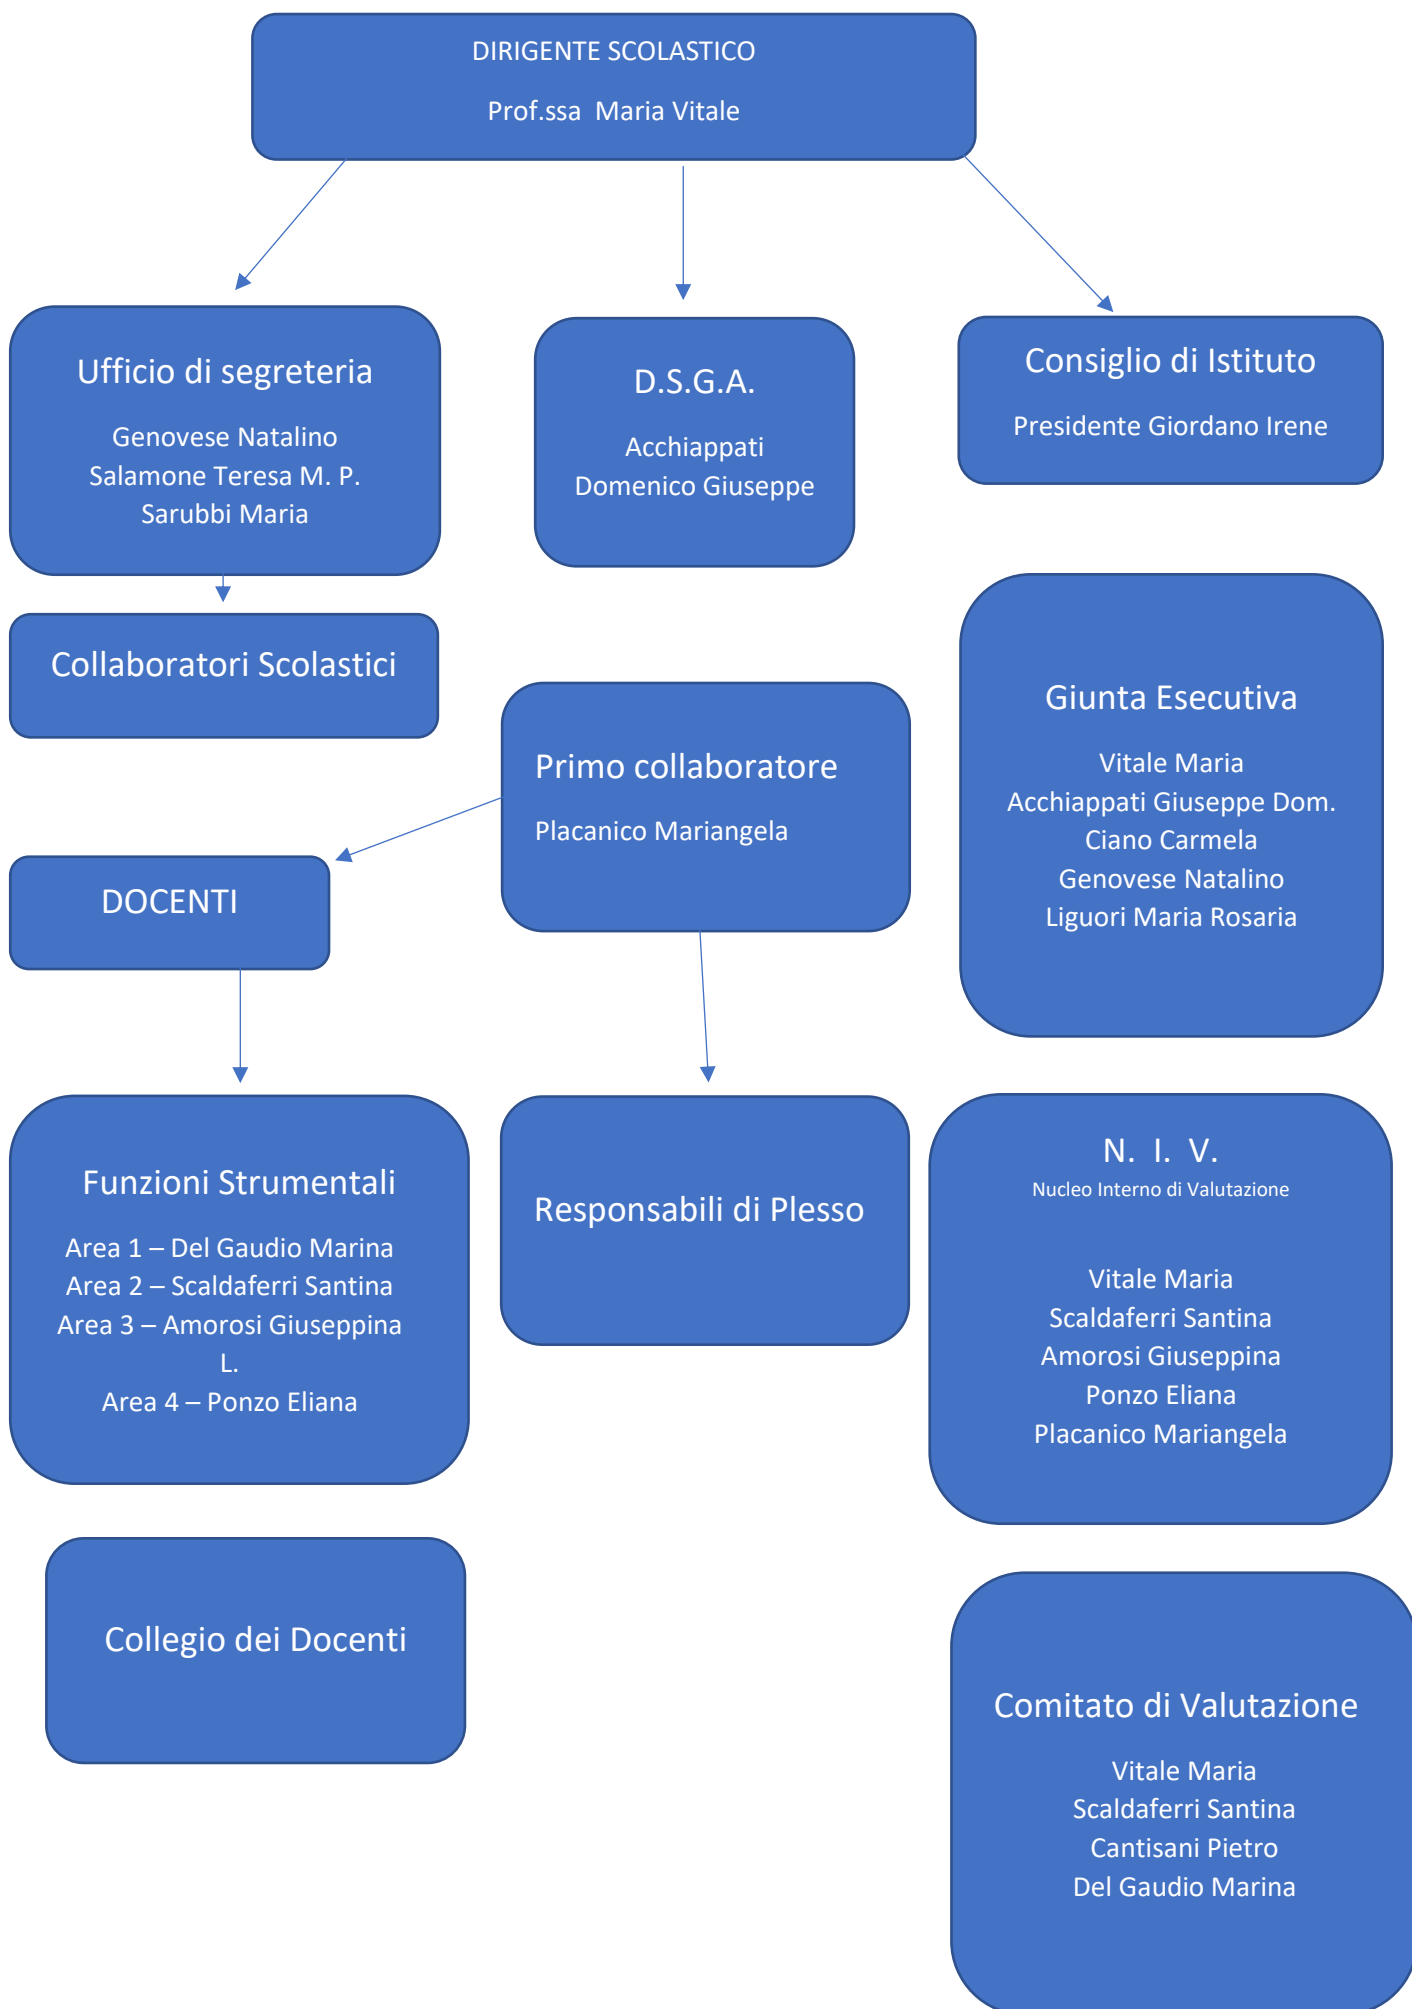 DIRIGENTE SCOLASTICO
Prof.ssa  Maria Vitale
Ufficio di segreteria
Genovese Natalino
Salamone Teresa M. P.
Sarubbi Maria
D.S.G.A.
Acchiappati
Domenico Giuseppe
Consiglio di Istituto
Presidente Giordano Irene
Collaboratori Scolastici
Primo collaboratore
Placanico Mariangela
Giunta Esecutiva
Vitale Maria
Acchiappati Giuseppe Dom.
Ciano Carmela
Genovese Natalino
Liguori Maria Rosaria
DOCENTI
Funzioni Strumentali
Area 1 – Del Gaudio Marina
Area 2 – Scaldaferri Santina
Area 3 – Amorosi Giuseppina
L.
Area 4 – Ponzo Eliana
Responsabili di Plesso
N.  I.  V.
Nucleo Interno di Valutazione
Vitale Maria
Scaldaferri Santina
Amorosi Giuseppina
Ponzo Eliana
Placanico Mariangela
Collegio dei Docenti
Comitato di Valutazione
Vitale Maria
Scaldaferri Santina
Cantisani Pietro
Del Gaudio Marina